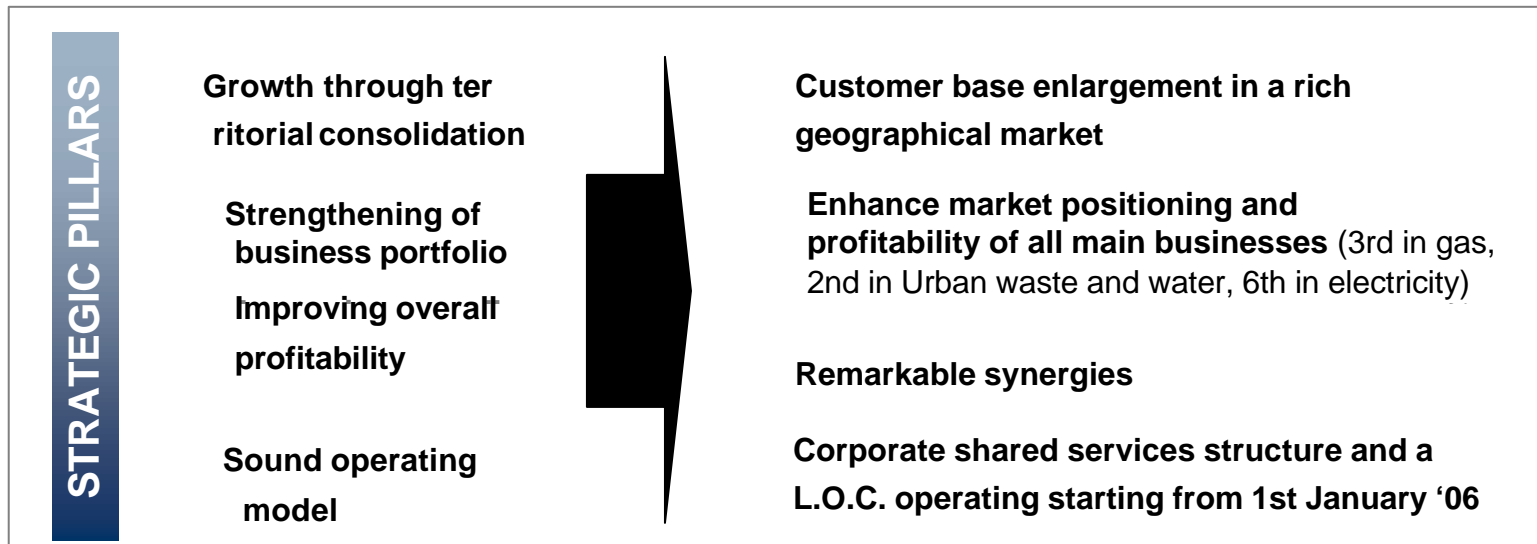 STRATEGIC PILLARS
Growth through ter
ritorial consolidation
Strengthening of
business portfolio
Improving overall
profitability
Sound operating
model
Customer base enlargement in a rich
geographical market
Enhance market positioning and
profitability of all main businesses (3rd in gas,
2nd in Urban waste and water, 6th in electricity)
Remarkable synergies
Corporate shared services structure and a
L.O.C. operating starting from 1st January ‘06